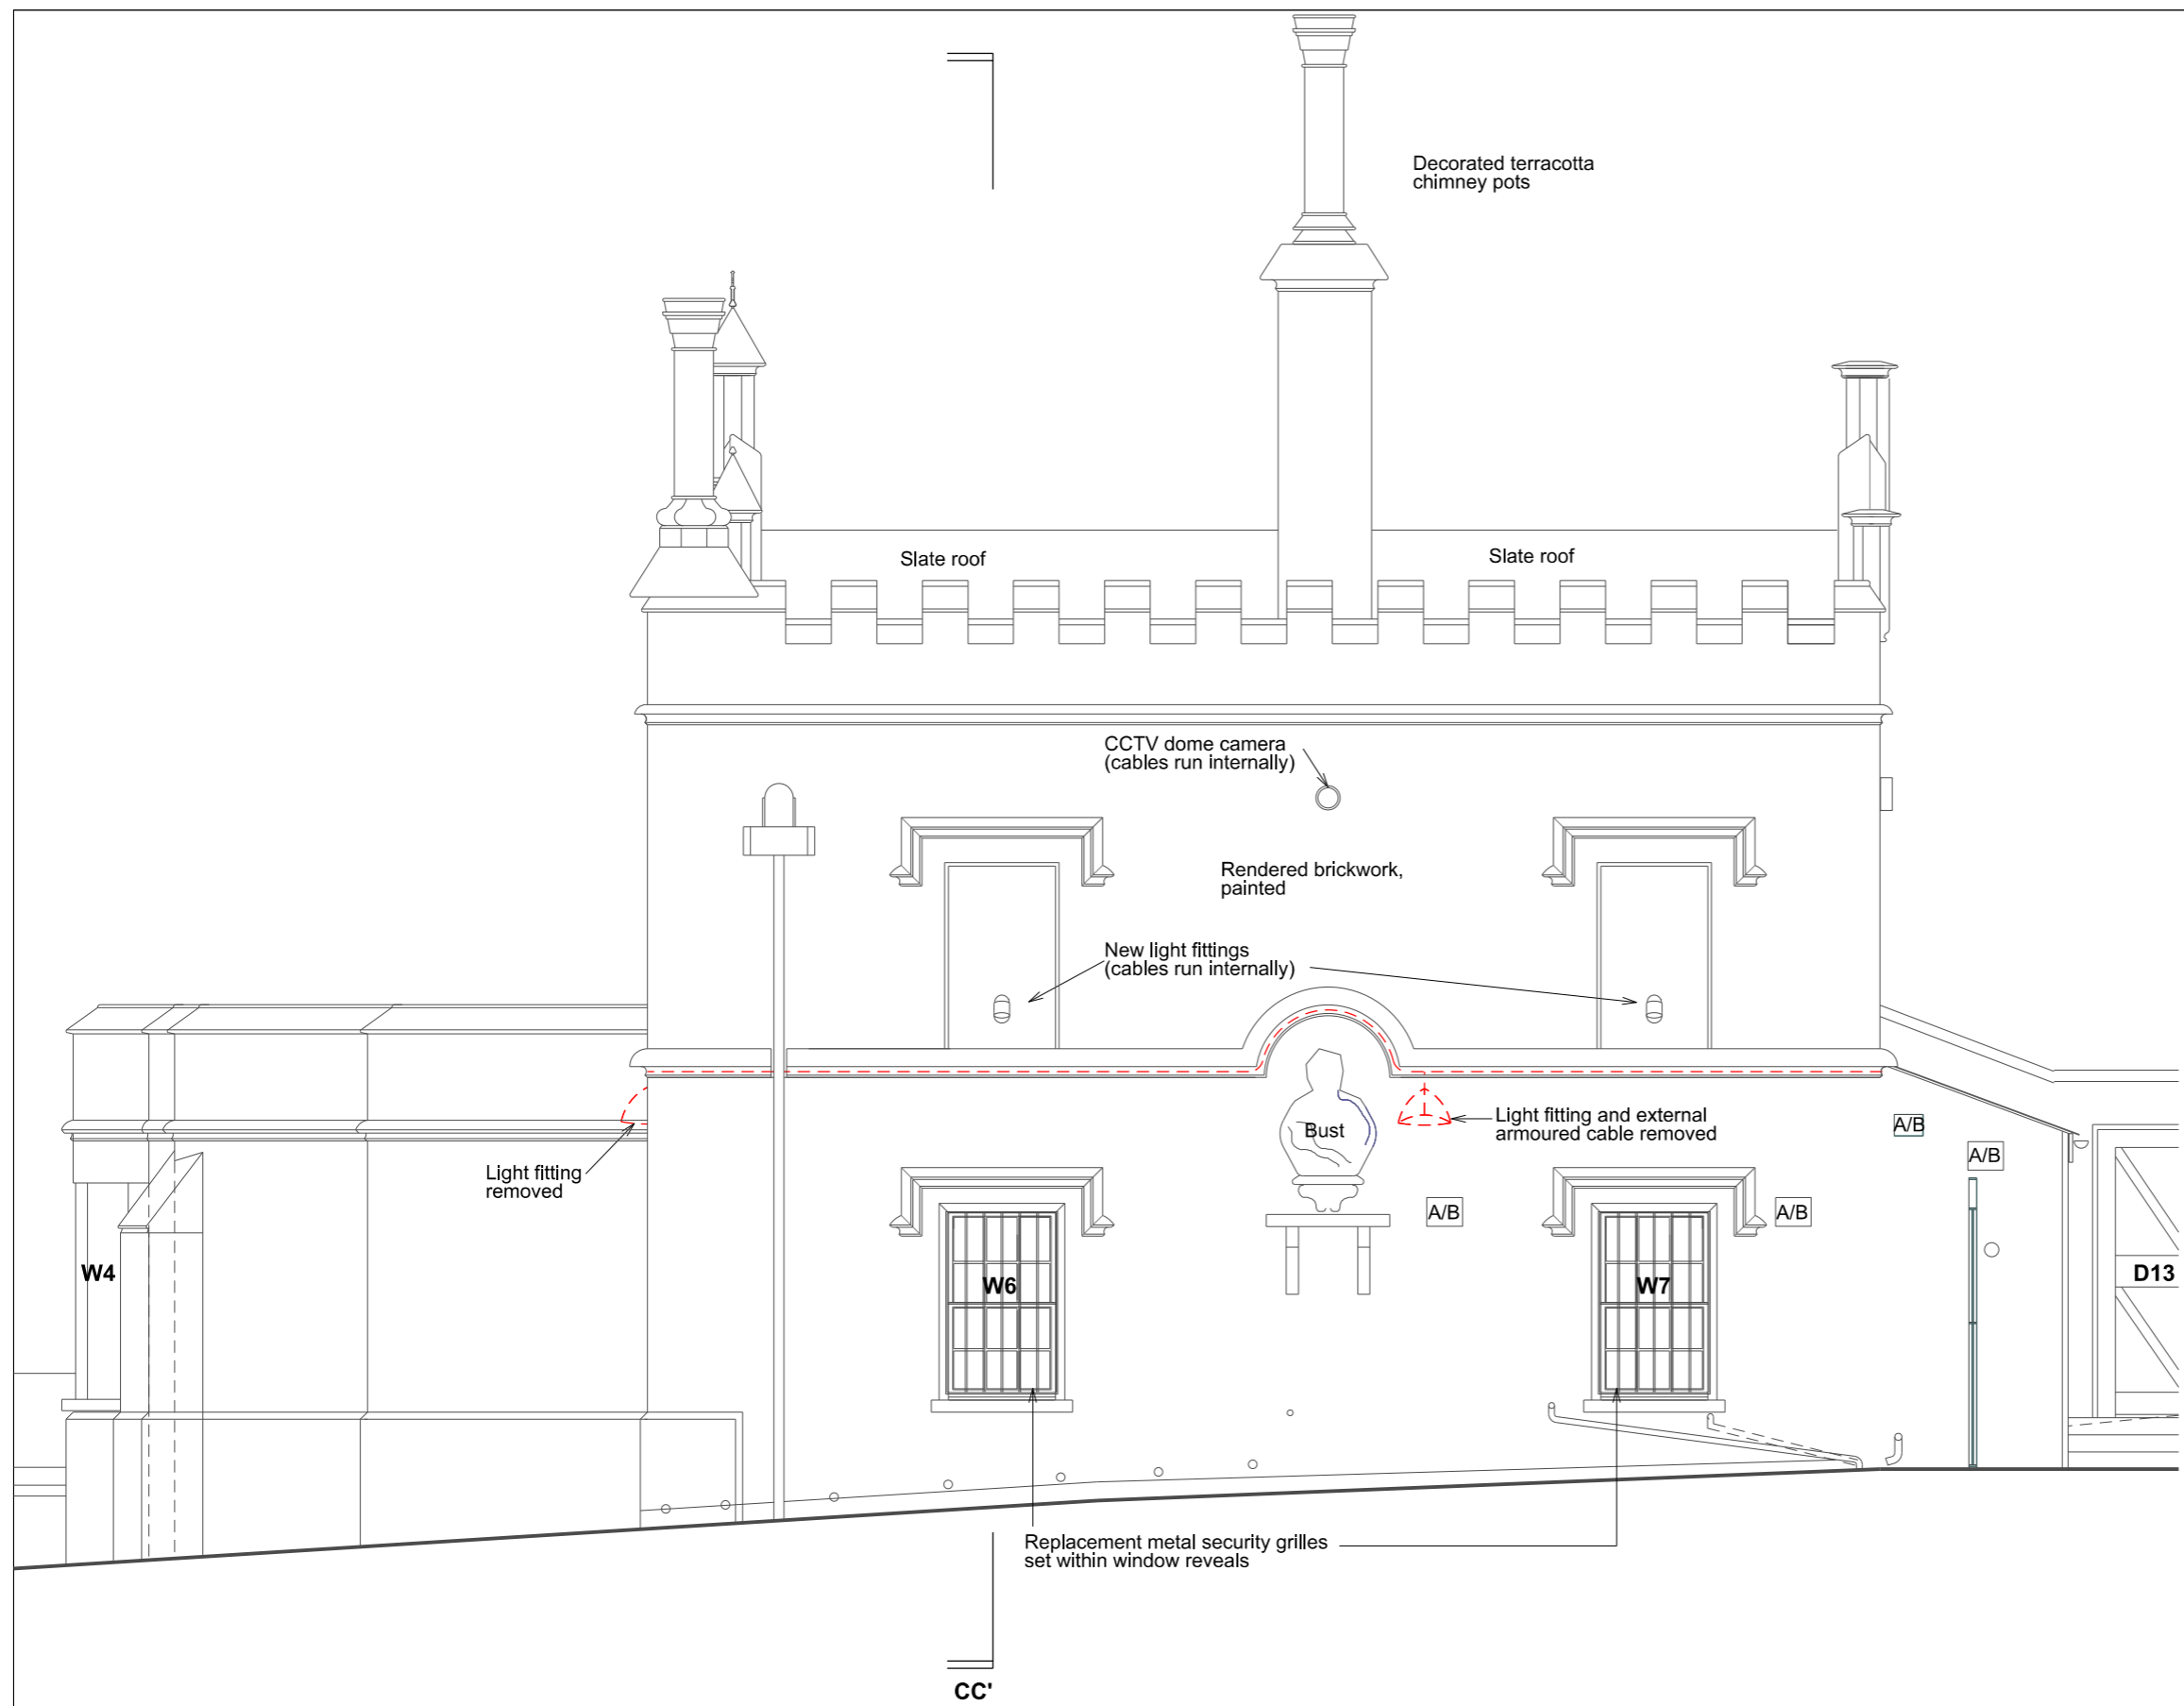 Decorated terracotta
chimney pots
Slate roof
Slate roof
CCTV dome camera
(cables run internally)
Rendered brickwork,
painted
New light fittings
(cables run internally)
Light fitting and external
armoured cable removed
A/B
Bust
A/B
Light fitting
removed
A/B
A/B
W4
W6
W7
D13
Replacement metal security grilles
set within window reveals
CC'